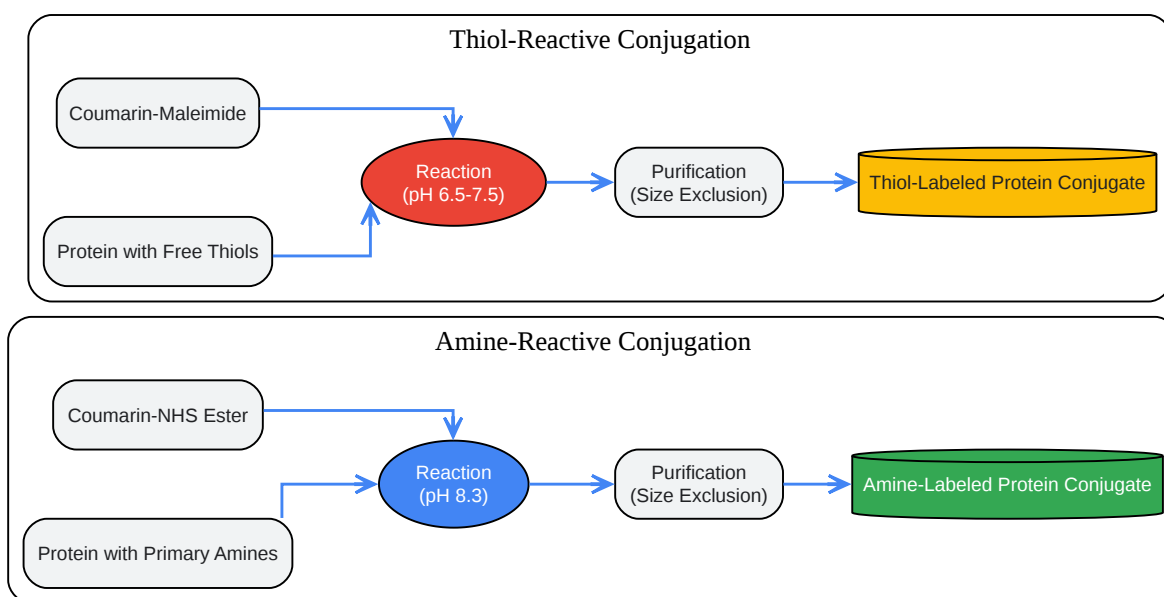 Thiol-Reactive Conjugation
Coumarin-Maleimide
Protein with Free Thiols
Reaction
(pH 6.5-7.5)
Purification
(Size Exclusion)
Thiol-Labeled Protein Conjugate
Amine-Reactive Conjugation
Coumarin-NHS Ester
Protein with Primary Amines
Reaction
(pH 8.3)
Purification
(Size Exclusion)
Amine-Labeled Protein Conjugate